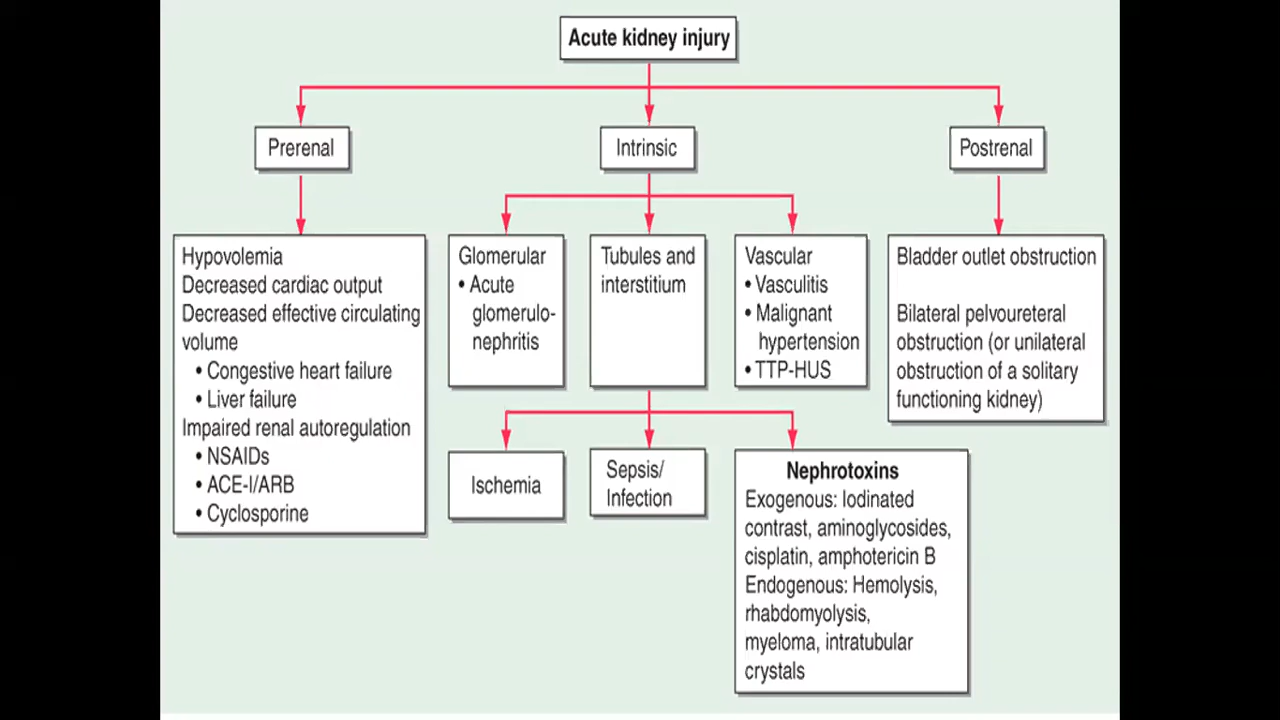 Acute kidney injury
Prerenal
Intrinsic
Postrenal
Hypovolemia
Decreased cardiac output
Decreased effective circulating
volume
• Congestive heart failure
• Liver failure
Impaired renal autoregulation
• NSAIDs
• ACE-I/ARB
• Cyclosporine
Glomerular
• Acute
glomerulo-
nephritis
Tubules and
interstitium
Vascular
• Vasculitis
• Malignant
hypertension
• TTP-HUS
Bladder outlet obstruction
Bilateral pelvoureteral
obstruction (or unilateral
obstruction of a solitary
functioning kidney)
Ischemia
Sepsis/
Infection
Nephrotoxins
Exogenous: Iodinated
contrast, aminoglycosides,
cisplatin, amphotericin B
Endogenous: Hemolysis,
rhabdomyolysis,
myeloma, intratubular
crystals